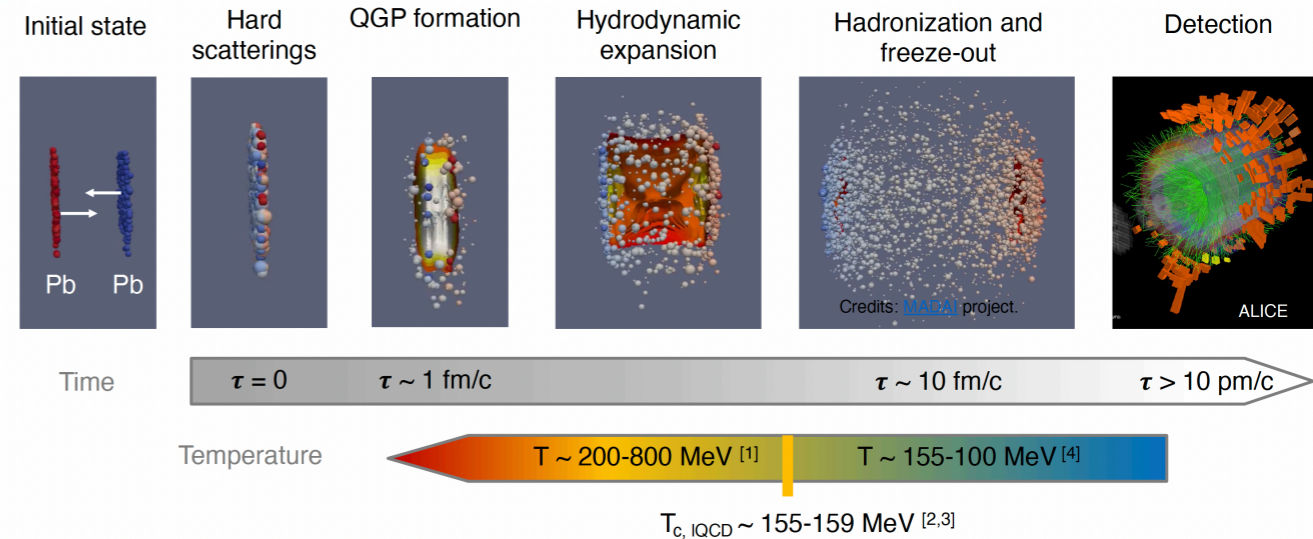 Initial state
Hard
scatterings
QGP formation
Hydrodynamic
expansion
Hadronization and
freeze-out
Detection
Pb Pb
Credits: MADAI project.
ALICE
Time
τ = 0
τ ~ 1 fm/c
τ ~ 10 fm/c
τ > 10 pm/c
Temperature
T ~ 200-800 MeV [1]
T ~ 155-100 MeV [4]
Tc, lQCD ~ 155-159 MeV [2,3]